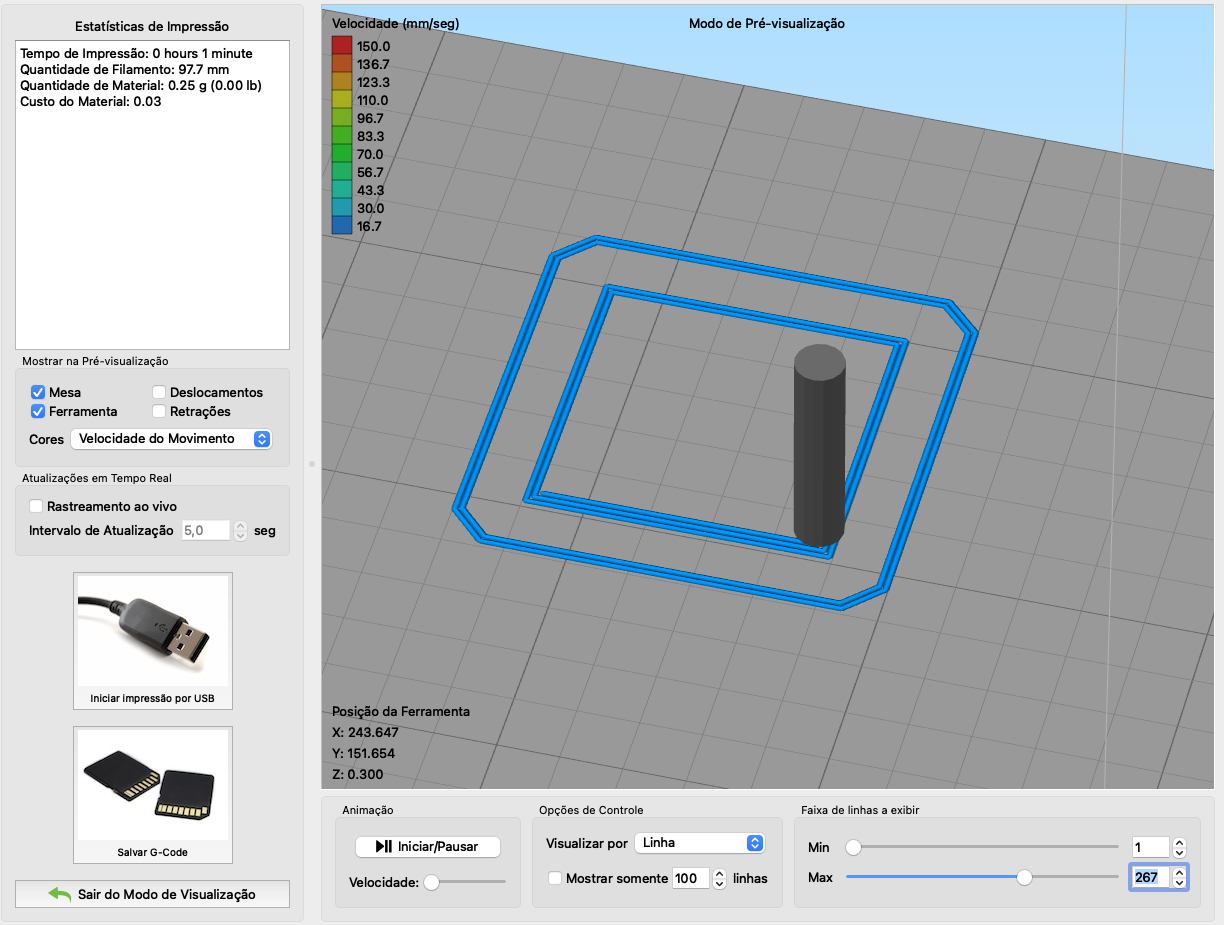 Estatísticas de Impressão
Tempo de Impressão: 0 hours 1 minute
Quantidade de Filamento: 97.7 mm
Quantidade de Material: 0.25 g (0.00 lb)
Custo do Material: 0.03
Mostrar na Pré-visualização
Mesa
Deslocamentos
Ferramenta
Retrações
Cores Velocidade do Movimento
Atualizações em Tempo Real
Rastreamento ao vivo
Intervalo de Atualização 5,0 seg
Iniciar impressão por USB
Salvar G-Code
Sair do Modo de Visualização
Velocidade (mm/seg)
Modo de Pré-visualização
150.0
136.7
123.3
110.0
96.7
83.3
70.0
56.7
43.3
30.0
16.7
Posição da Ferramenta
X: 243.647
Y: 151.654
Z: 0.300
Animação
Iniciar/Pausar
Velocidade:
Opções de Controle
Visualizar por Linha
Mostrar somente 100 linhas
Faixa de linhas a exibir
Min 1
Max 267